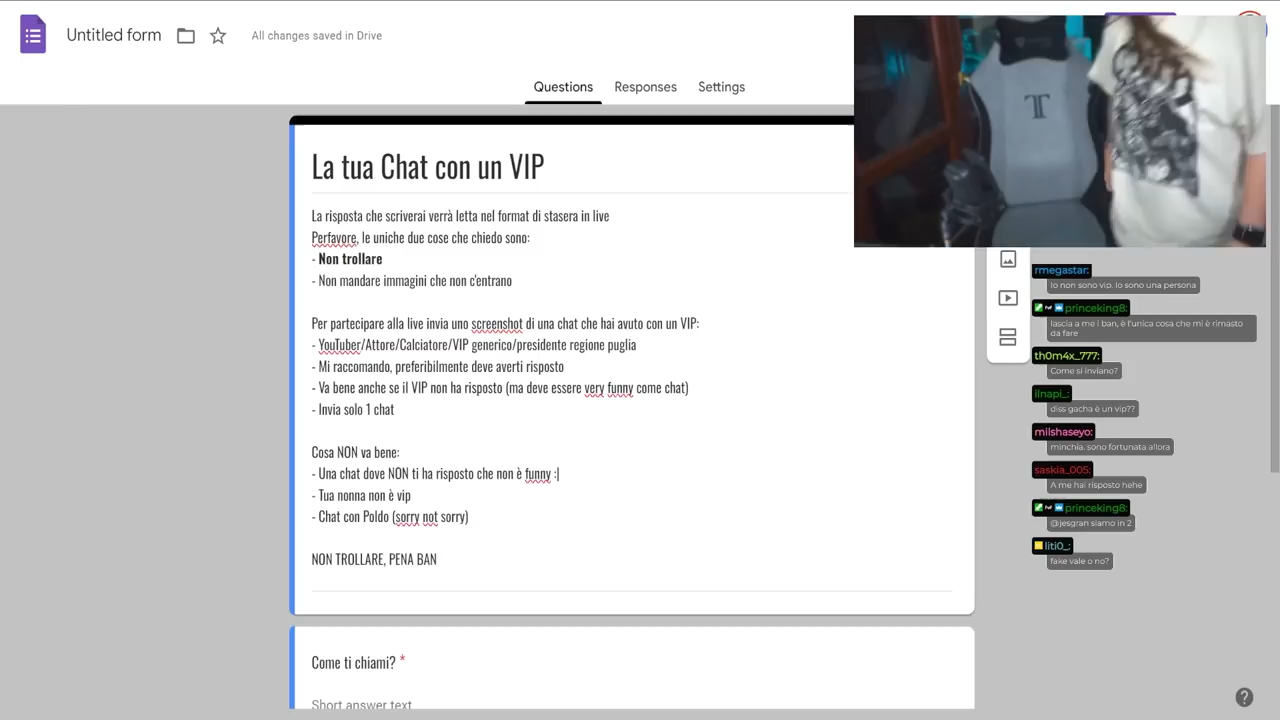 Untitled form
All changes saved in Drive
Questions
Responses
Settings
La tua Chat con un VIP
La risposta che scriverai verrà letta nel format di stasera in live
Perfavore, le uniche due cose che chiedo sono:
- Non trollare
- Non mandare immagini che non c'entrano
Per partecipare alla live invia uno screenshot di una chat che hai avuto con un VIP:
- YouTuber/Attore/Calciatore/VIP generico/presidente regione puglia
- Mi raccomando, preferibilmente deve averti risposto
- Va bene anche se il VIP non ha risposto (ma deve essere very funny come chat)
- Invia solo 1 chat
Cosa NON va bene:
- Una chat dove NON ti ha risposto che non è funny :|
- Tua nonna non è vip
- Chat con Poldo (sorry not sorry)
NON TROLLARE, PENA BAN
Come ti chiami? *
Short answer text
T
rmegastar:
Io non sono vip. Io sono una persona
princeking8:
lascia a me i ban, è l'unica cosa che mi è rimasto
da fare
th0m4x_777:
Come si inviano?
ilnapi_:
diss gacha è un vip??
milshaseyo:
minchia. sono fortunata allora
saskia_005:
A me hai risposto hehe
princeking8:
@jesgran siamo in 2
liti0_:
fake vale o no?